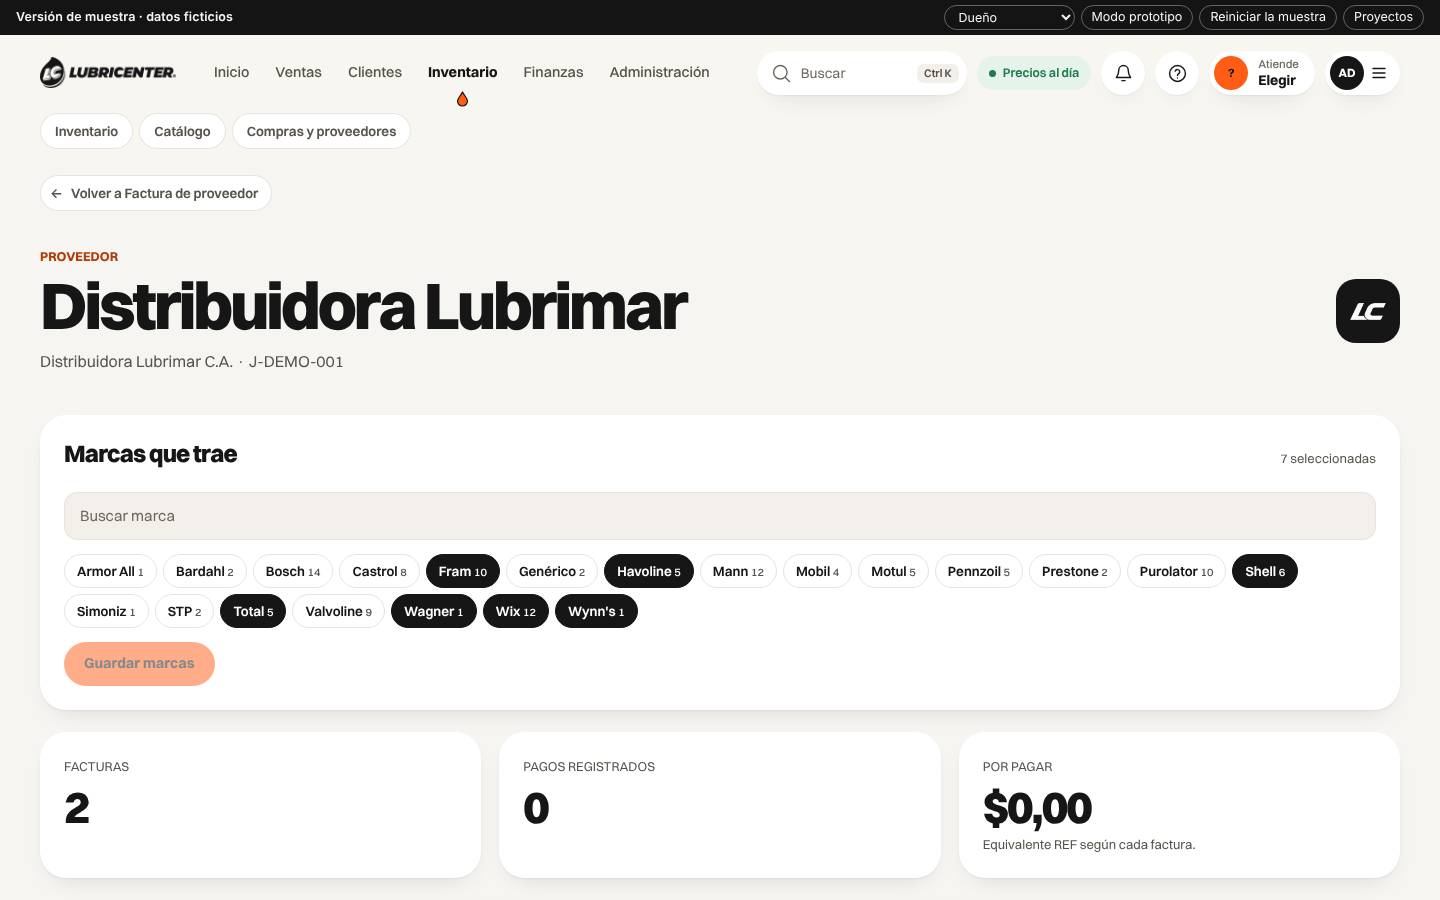 Versión de muestra · datos ficticios
Dueño
Modo prototipo
Reiniciar la muestra
Proyectos
LC LUBRICENTER.
Inicio
Ventas
Clientes
Inventario
Finanzas
Administración
Buscar
Ctrl K
Precios al día
?
Atiende
Elegir
AD
Inventario
Catálogo
Compras y proveedores
← Volver a Factura de proveedor
PROVEEDOR
Distribuidora Lubrimar
LC
Distribuidora Lubrimar C.A. · J-DEMO-001
Marcas que trae
7 seleccionadas
Buscar marca
Armor All 1
Bardahl 2
Bosch 14
Castrol 8
Fram 10
Genérico 2
Havoline 5
Mann 12
Mobil 4
Motul 5
Pennzoil 5
Prestone 2
Purolator 10
Shell 6
Simoniz 1
STP 2
Total 5
Valvoline 9
Wagner 1
Wix 12
Wynn's 1
Guardar marcas
FACTURAS
2
PAGOS REGISTRADOS
0
POR PAGAR
$0,00
Equivalente REF según cada factura.